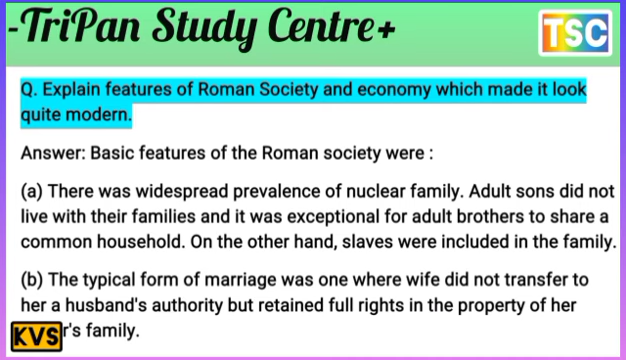 -TriPan Study Centre+
TSC
Q. Explain features of Roman Society and economy which made it look
quite modern.
Answer: Basic features of the Roman society were :
(a) There was widespread prevalence of nuclear family. Adult sons did not
live with their families and it was exceptional for adult brothers to share a
common household. On the other hand, slaves were included in the family.
(b) The typical form of marriage was one where wife did not transfer to
her a husband's authority but retained full rights in the property of her
KVS r's family.